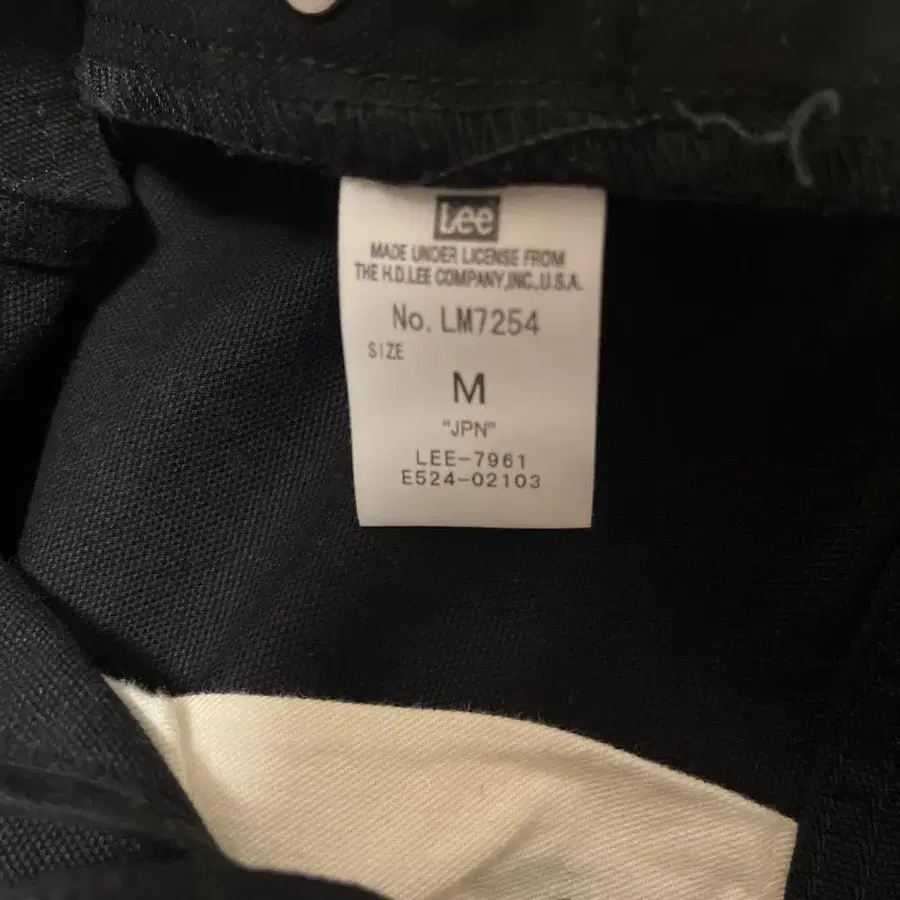 Lee
MADE UNDER LICENSE FROM
THE H.D.LEE COMPANY,INC.,U.S.A.
No. LM7254
SIZE
M
"JPN"
LEE-7961
E524-02103